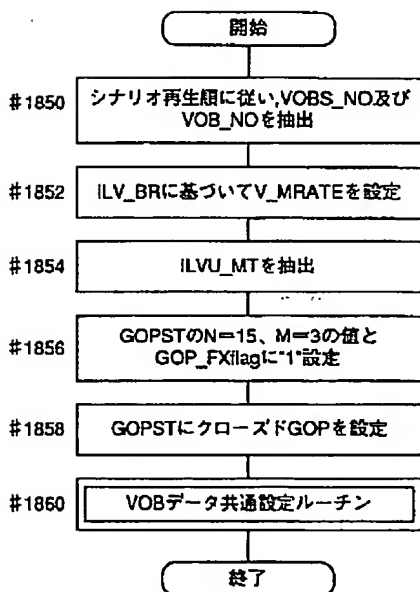 開始
#1850
シナリオ再生順に従い,VOBS_NO及び
VOB_NOを抽出
#1852
ILV_BRに基づいてV_MRATEを設定
#1854
ILVU_MTを抽出
#1856
GOPSTのN=15、M=3の値と
GOP_FXflagに"1"設定
#1858
GOPSTにクローズドGOPを設定
#1860
VOBデータ共通設定ルーチン
終了